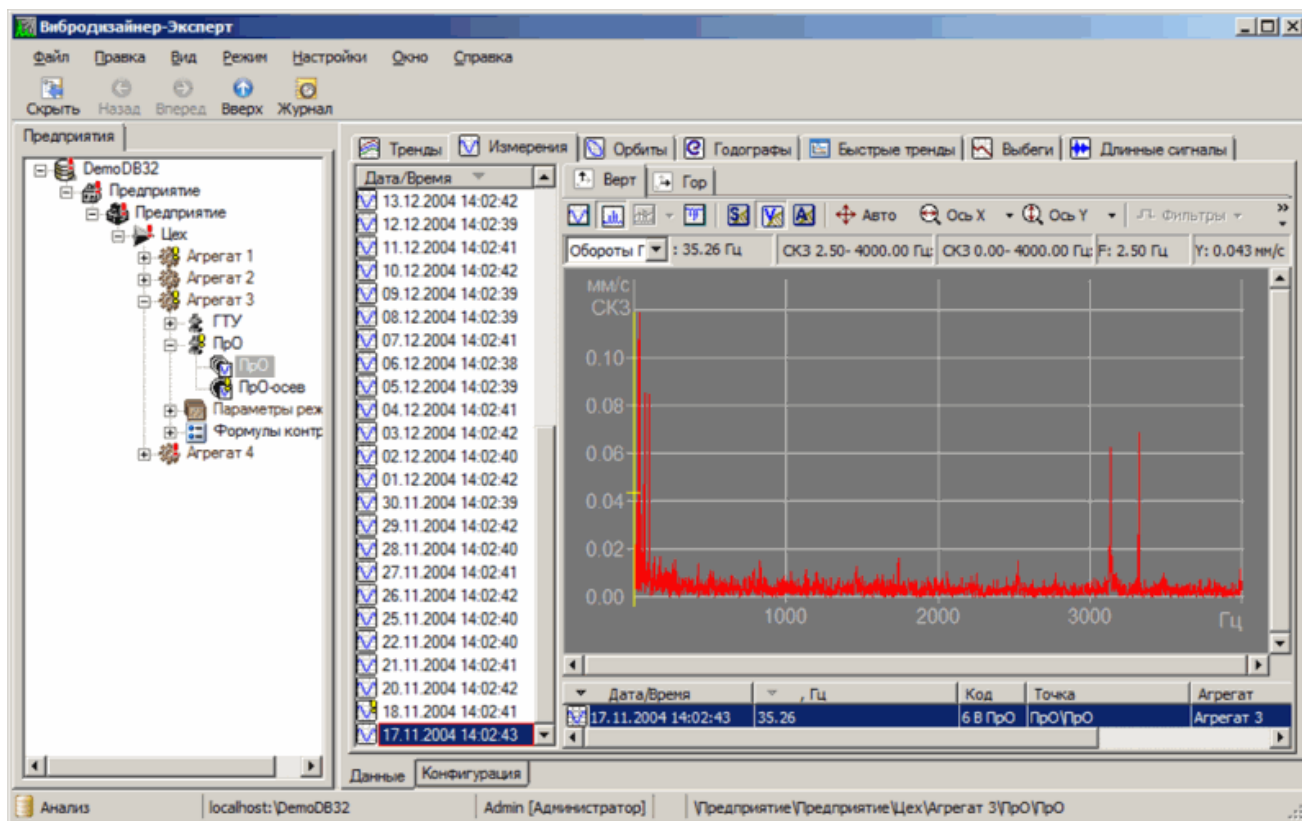 Вибродизайнер-Эксперт
Файл Правка Вид Режим Настройки Окно Справка
Скрыть Назад Вперед Вверх Журнал
Предприятия
DemoDB32
Предприятие
Предприятие
Цех
Агрегат 1
Агрегат 2
Агрегат 3
ГТУ
ПрО
ПрО
ПрО-осев
Параметры реж
Формулы контр
Агрегат 4
Тренды Измерения Орбиты Годографы Быстрые тренды Выбеги Длинные сигналы
Дата/Время
13.12.2004 14:02:42
12.12.2004 14:02:39
11.12.2004 14:02:41
10.12.2004 14:02:42
09.12.2004 14:02:39
08.12.2004 14:02:39
07.12.2004 14:02:41
06.12.2004 14:02:38
05.12.2004 14:02:39
04.12.2004 14:02:41
03.12.2004 14:02:42
02.12.2004 14:02:40
01.12.2004 14:02:42
30.11.2004 14:02:39
29.11.2004 14:02:42
28.11.2004 14:02:40
27.11.2004 14:02:41
26.11.2004 14:02:42
25.11.2004 14:02:40
22.11.2004 14:02:40
21.11.2004 14:02:41
20.11.2004 14:02:42
18.11.2004 14:02:41
17.11.2004 14:02:43
Верт Гор
S V A Авто Ось X Ось Y Фильтры »
Обороты Г : 35.26 Гц СКЗ 2.50- 4000.00 Гц: СКЗ 0.00- 4000.00 Гц: F: 2.50 Гц Y: 0.043 мм/с
мм/с
СКЗ
0.10
0.08
0.06
0.04
0.02
0.00
1000 2000 3000 Гц
Дата/Время , Гц Код Точка Агрегат
17.11.2004 14:02:43 35.26 6 В ПрО ПрО\ПрО Агрегат 3
Данные Конфигурация
Анализ localhost:\DemoDB32 Admin [Администратор] \Предприятие\Предприятие\Цех\Агрегат 3\ПрО\ПрО